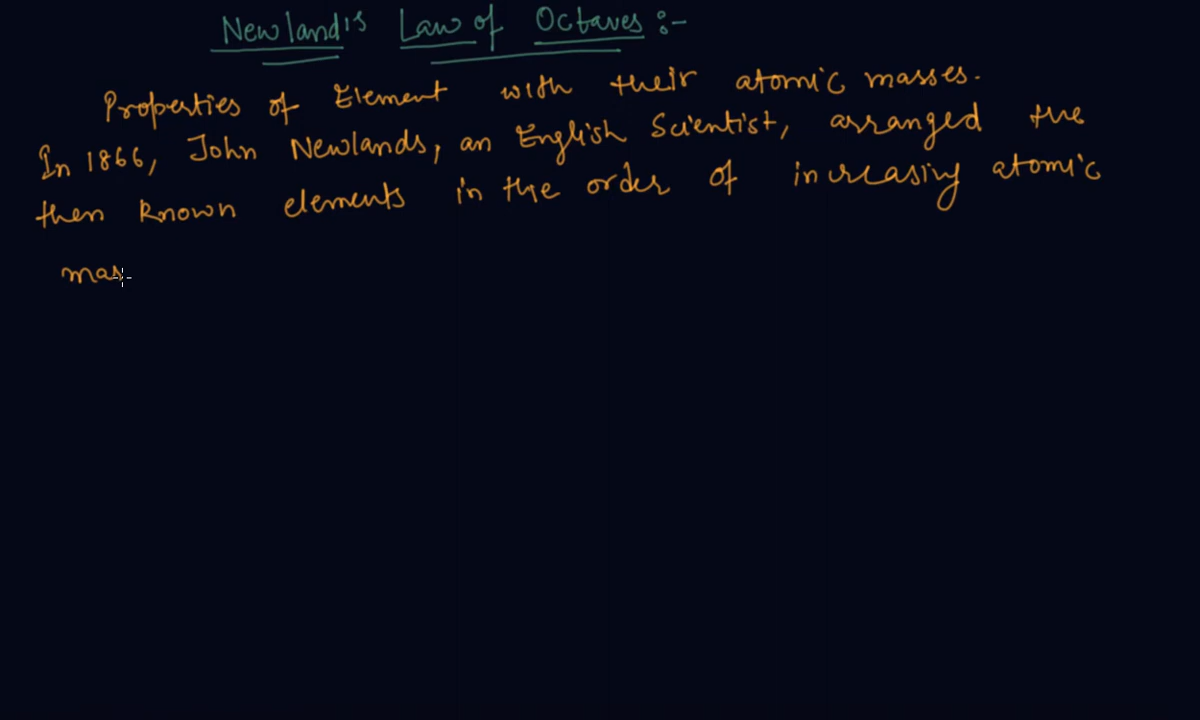 Newland's Law of Octaves :-
Properties of Element with their atomic masses.
In 1866, John Newlands, an English Scientist, arranged the
then known elements in the order of increasing atomic
mas